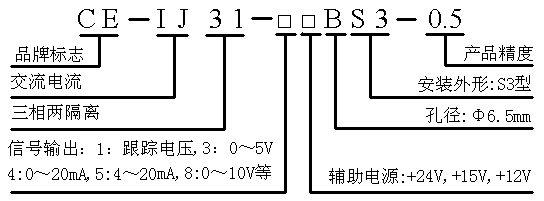 CE-IJ31-□□BS3-0.5
品牌标志
产品精度
交流电流
安装外形:S3型
三相两隔离
孔径:Φ6.5mm
信号输出:1:跟踪电压,3:0～5V
4:0～20mA,5:4～20mA,8:0～10V等
辅助电源:+24V,+15V,+12V